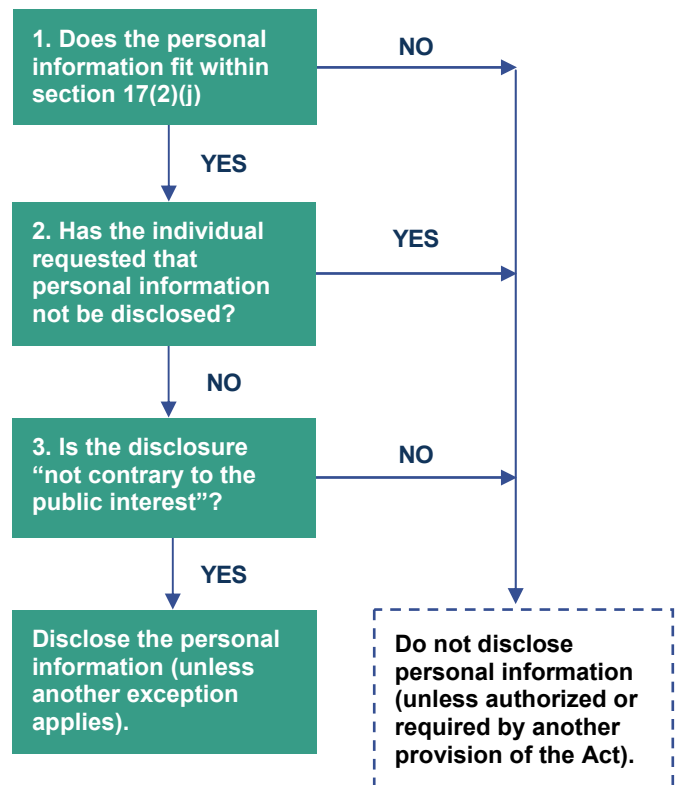 1. Does the personal
information fit within
section 17(2)(j)
NO
YES
2. Has the individual
requested that
personal information
not be disclosed?
YES
NO
3. Is the disclosure
“not contrary to the
public interest”?
NO
YES
Disclose the personal
information (unless
another exception
applies).
Do not disclose
personal information
(unless authorized or
required by another
provision of the Act).